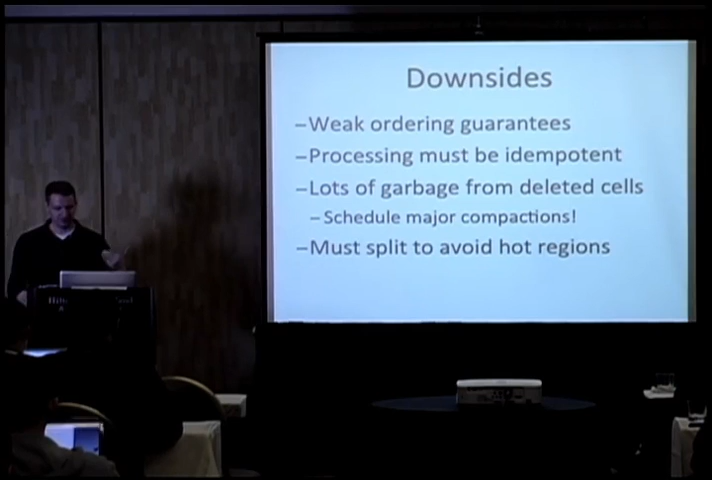 Downsides
–Weak ordering guarantees
–Processing must be idempotent
–Lots of garbage from deleted cells
–Schedule major compactions!
–Must split to avoid hot regions